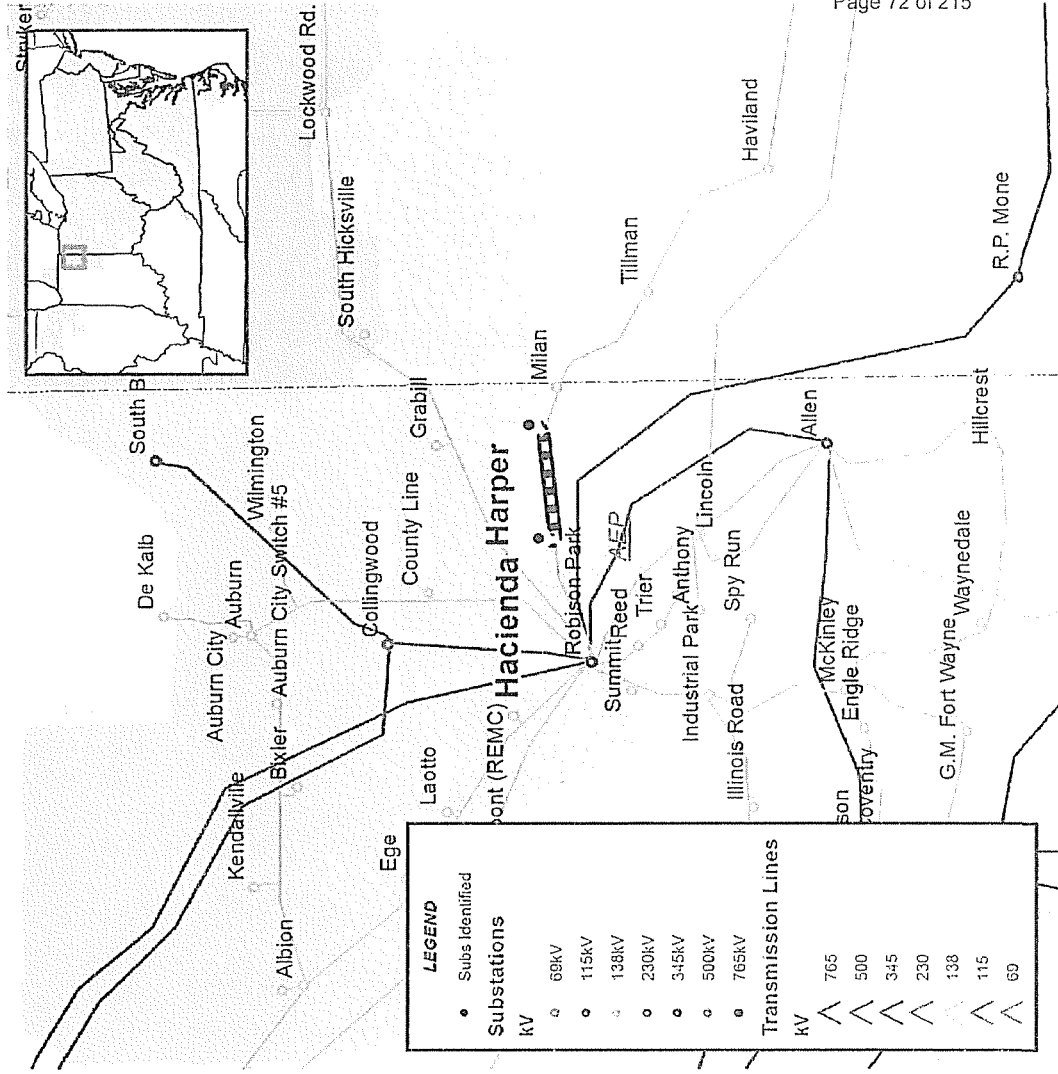 Page 72 of 215
Stryker
Lockwood Rd.
South Hicksville
Haviland
Tillman
R.P. Mone
Milan
South B
Wilmington
Grabill
De Kalb
Auburn
Auburn City
Auburn City Switch #5
Collingwood
County Line
Hacienda
Harper
Robison Park
AEP
Lincoln
Allen
Hillcrest
Bixler
Kendallville
Albion
Laotto
Ege
pont (REMC)
Summit
Reed
Trier
Industrial Park
Anthony
Spy Run
Illinois Road
McKinley
Engle Ridge
son
oventry
G.M. Fort Wayne
Waynedale
LEGEND
Subs Identified
Substations
kV
69kV
115kV
138kV
230kV
345kV
500kV
765kV
Transmission Lines
kV
765
500
345
230
138
115
69